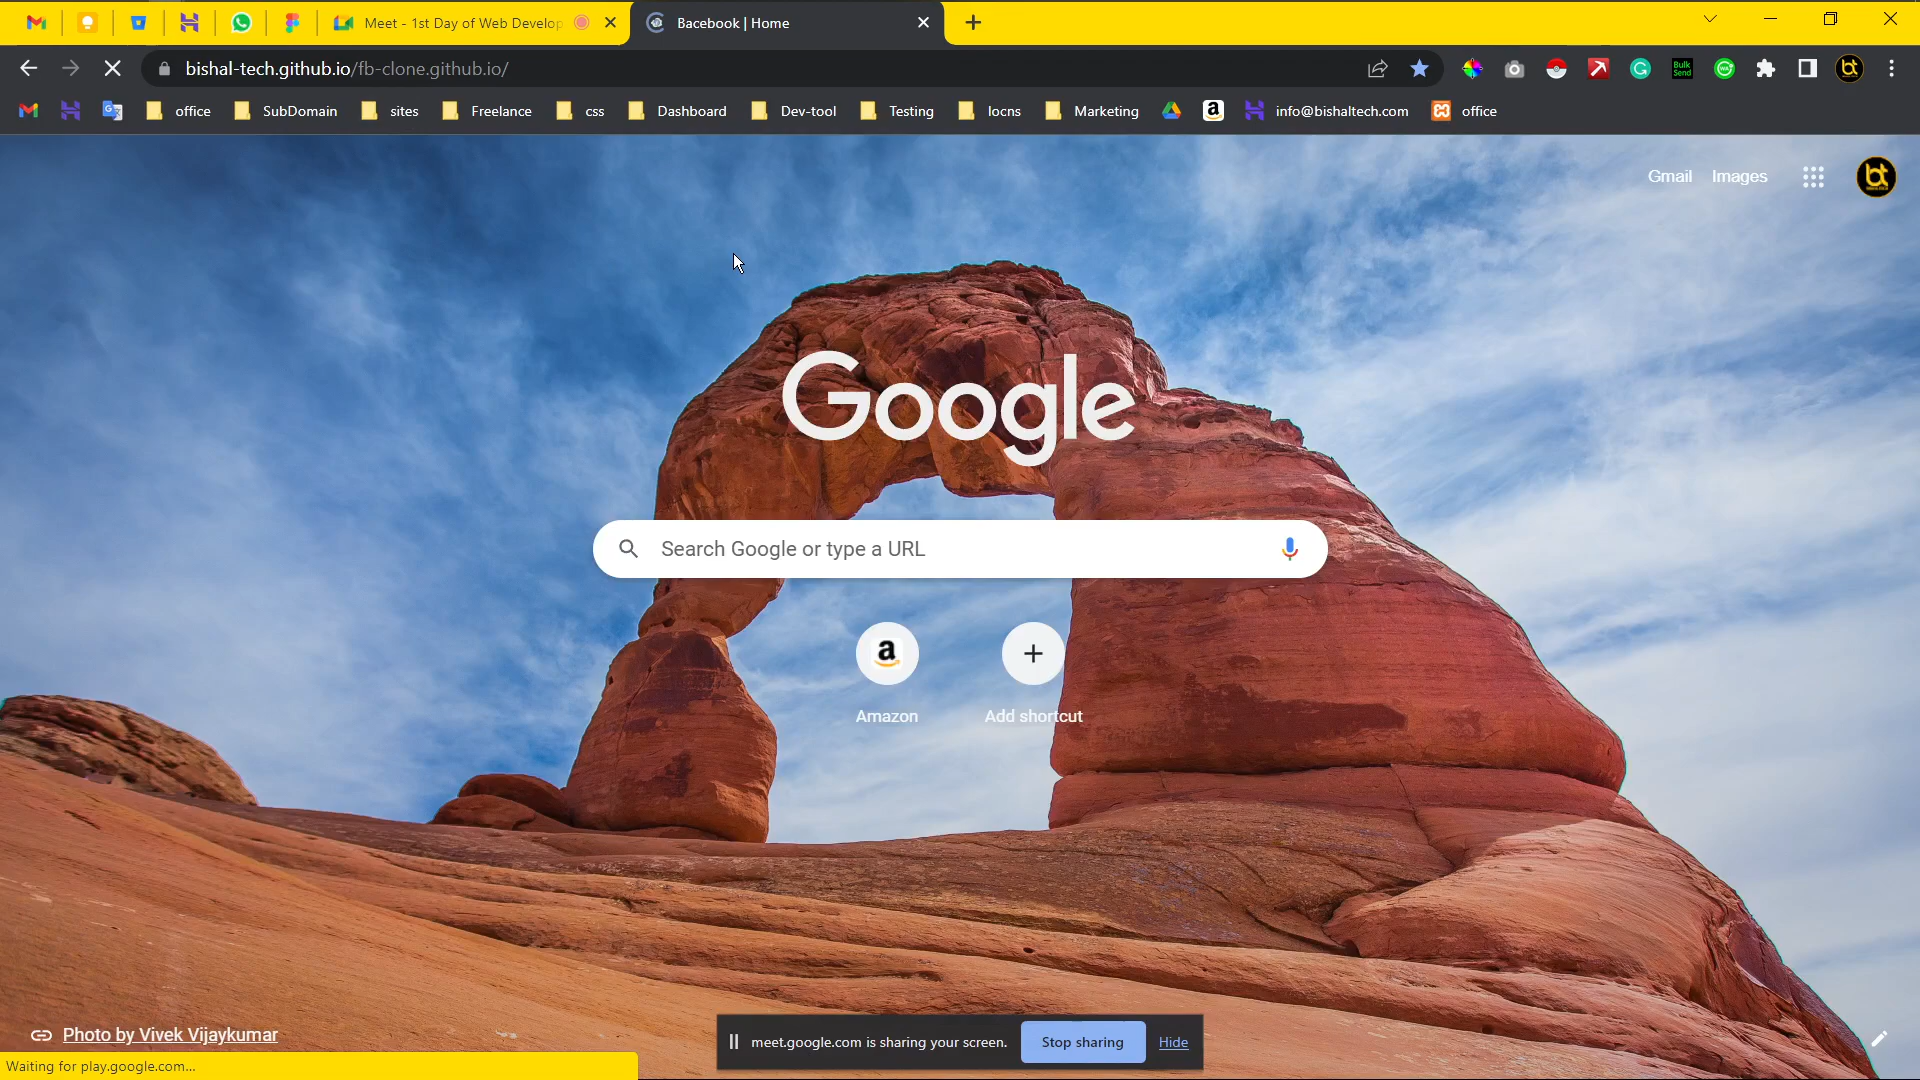 Meet - 1st Day of Web Develop
Bacebook | Home
bishal-tech.github.io/fb-clone.github.io/
office
SubDomain
sites
Freelance
css
Dashboard
Dev-tool
Testing
locns
Marketing
info@bishaltech.com
office
Gmail
Images
Google
Search Google or type a URL
Amazon
Add shortcut
Photo by Vivek Vijaykumar
meet.google.com is sharing your screen.
Stop sharing
Hide
Waiting for play.google.com...